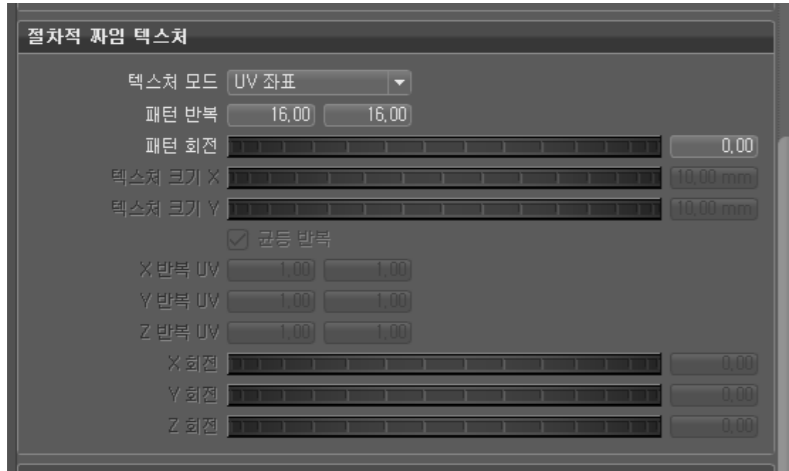 절차적 짜임 텍스처
텍스처 모드 UV 좌표
패턴 반복 16,00 16,00
패턴 회전 0,00
텍스처 크기 X 10,00 mm
텍스처 크기 Y 10,00 mm
균등 반복
X 반복 UV 1,00 1,00
Y 반복 UV 1,00 1,00
Z 반복 UV 1,00 1,00
X 회전 0,00
Y 회전 0,00
Z 회전 0,00